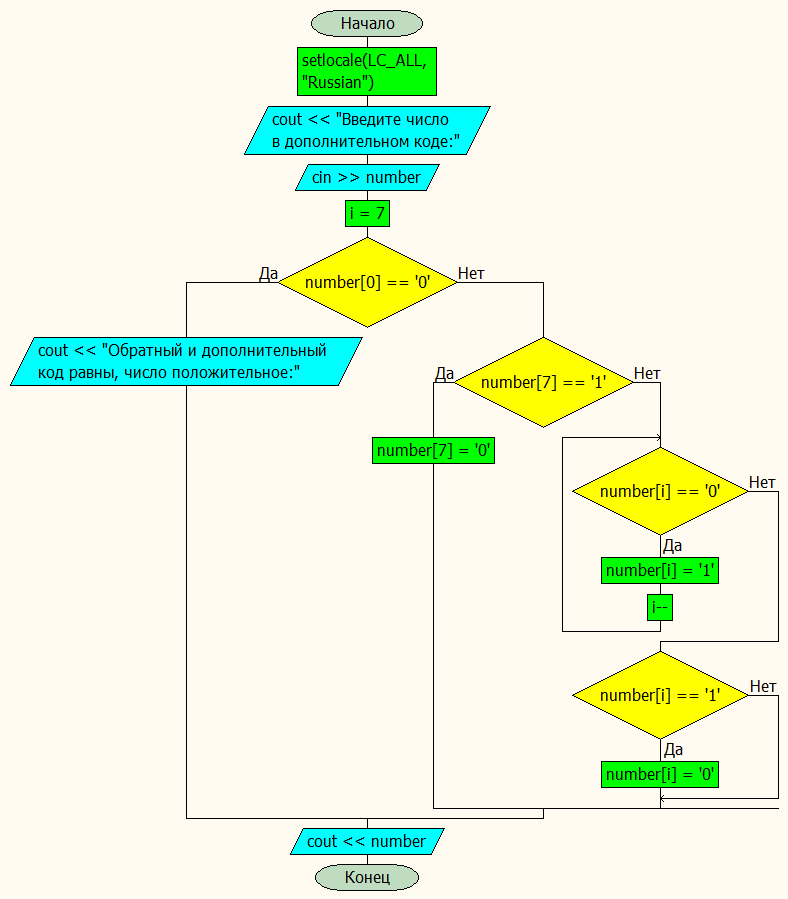 Начало
setlocale(LC_ALL,
"Russian")
cout << "Введите число
в дополнительном коде:"
cin >> number
i = 7
Да
number[0] == '0'
Нет
cout << "Обратный и дополнительный
код равны, число положительное:"
Да
number[7] == '1'
Нет
number[7] = '0'
number[i] == '0'
Нет
Да
number[i] = '1'
i--
number[i] == '1'
Нет
Да
number[i] = '0'
cout << number
Конец